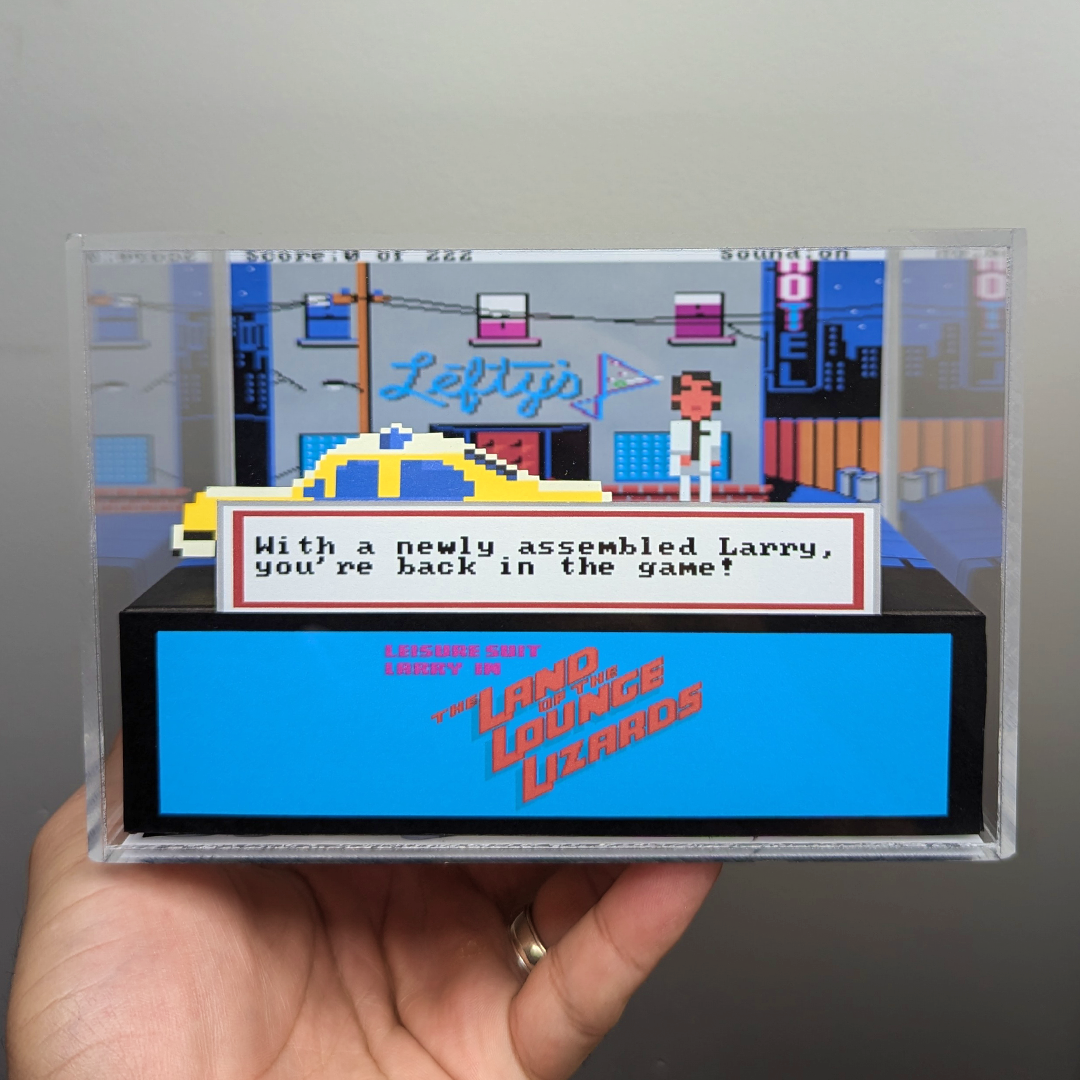 Score:0 of 222
Sound:on
HOTEL
Lefty's
With a newly assembled Larry,
you're back in the game!
LEISURE SUIT
LARRY IN
THE LAND
OF THE
LOUNGE
LIZARDS